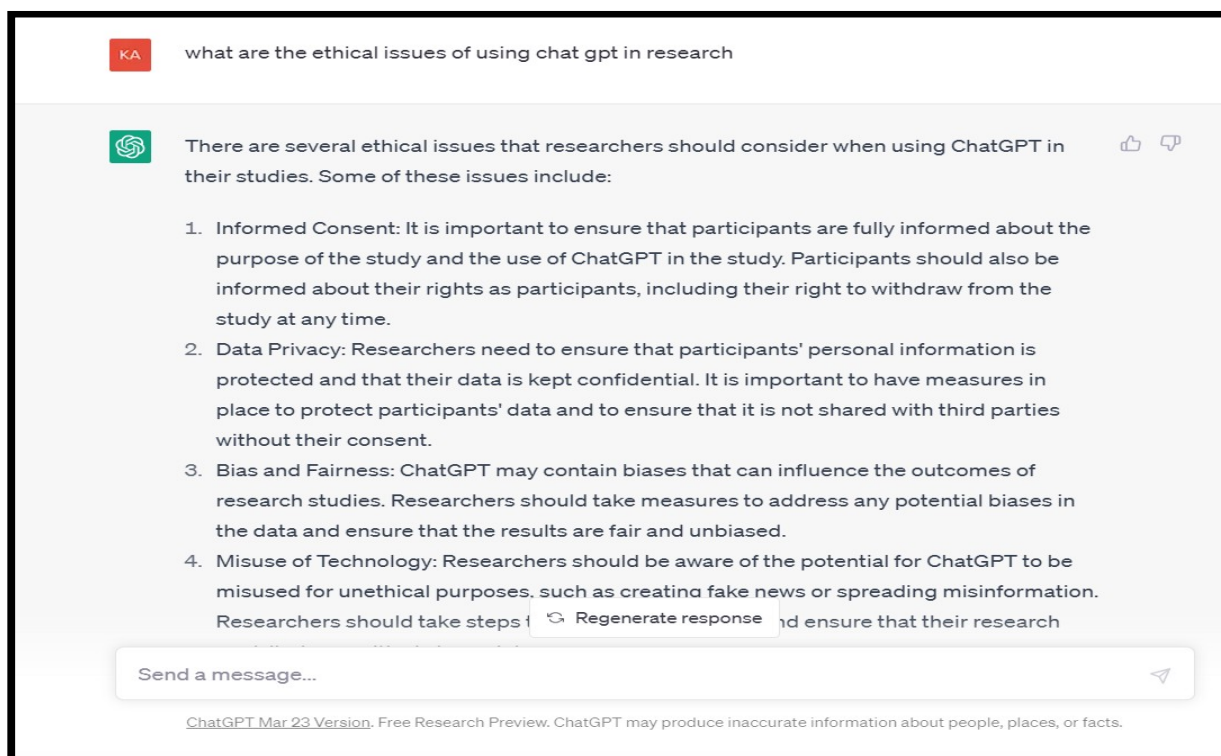 KA
what are the ethical issues of using chat gpt in research
There are several ethical issues that researchers should consider when using ChatGPT in
their studies. Some of these issues include:
1. Informed Consent: It is important to ensure that participants are fully informed about the
purpose of the study and the use of ChatGPT in the study. Participants should also be
informed about their rights as participants, including their right to withdraw from the
study at any time.
2. Data Privacy: Researchers need to ensure that participants' personal information is
protected and that their data is kept confidential. It is important to have measures in
place to protect participants' data and to ensure that it is not shared with third parties
without their consent.
3. Bias and Fairness: ChatGPT may contain biases that can influence the outcomes of
research studies. Researchers should take measures to address any potential biases in
the data and ensure that the results are fair and unbiased.
4. Misuse of Technology: Researchers should be aware of the potential for ChatGPT to be
misused for unethical purposes, such as creating fake news or spreading misinformation.
Researchers should take steps
Regenerate response
nd ensure that their research
Send a message...
ChatGPT Mar 23 Version. Free Research Preview. ChatGPT may produce inaccurate information about people, places, or facts.